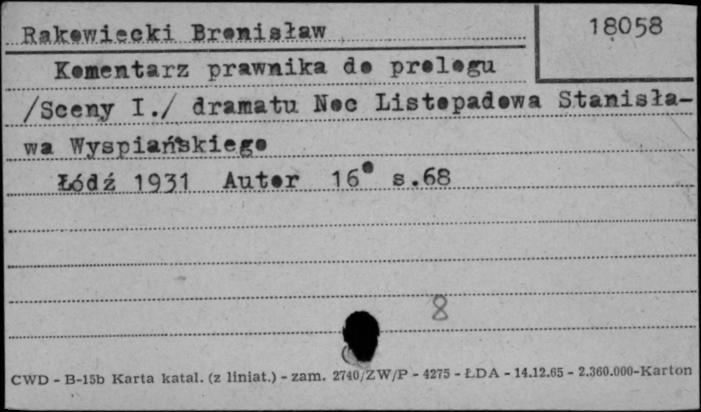 Rakowiecki Bronisław
18058
Komentarz prawnika do prologu
/Sceny I./ dramatu Noc Listopadowa Stanisła-
wa Wyspiańskiego
Łódź 1931 Autor 16° s.68
8
CWD - B-15b Karta katal. (z liniat.) - zam. 2740/ZW/P - 4275 - ŁDA - 14.12.65 - 2.360.000-Karton